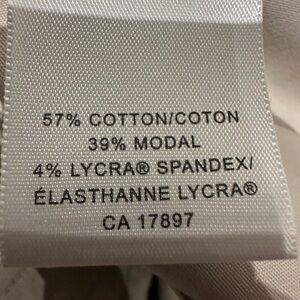 57% COTTON/COTON
39% MODAL
4% LYCRA® SPANDEX/
ÉLASTHANNE LYCRA®
CA 17897